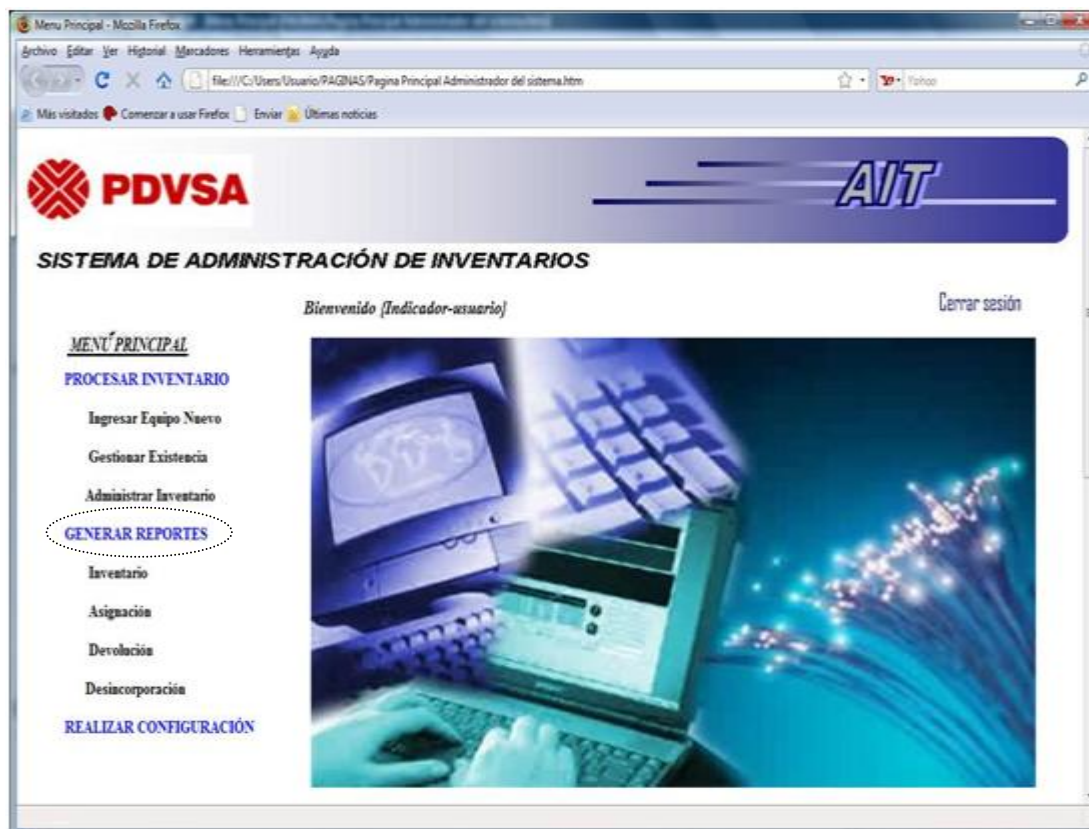 Menu Principal - Mozilla Firefox
Archivo Editar Ver Historial Marcadores Herramientas Ayuda
file:///C:/Users/Usuario/PAGINAS/Pagina Principal Administrador del sistema.htm
Yahoo
Más visitados Comenzar a usar Firefox Enviar Últimas noticias
PDVSA
AIT
SISTEMA DE ADMINISTRACIÓN DE INVENTARIOS
Bienvenido {Indicador-usuario}
Cerrar sesión
MENÚ PRINCIPAL
PROCESAR INVENTARIO
Ingresar Equipo Nuevo
Gestionar Existencia
Administrar Inventario
GENERAR REPORTES
Inventario
Asignación
Devolución
Desincorporación
REALIZAR CONFIGURACIÓN